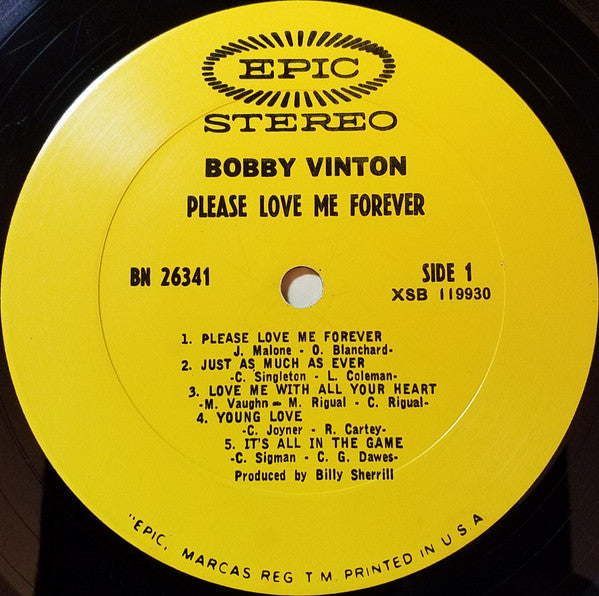 EPIC
STEREO
BOBBY VINTON
PLEASE LOVE ME FOREVER
BN 26341
SIDE 1
XSB 119930
1. PLEASE LOVE ME FOREVER
J. Malone - O. Blanchard-
2. JUST AS MUCH AS EVER
-C. Singleton - L. Coleman-
3. LOVE ME WITH ALL YOUR HEART
-M. Vaughn - M. Rigual - C. Rigual-
4. YOUNG LOVE
-C. Joyner - R. Cartey-
5. IT'S ALL IN THE GAME
-C. Sigman - C. G. Dawes-
Produced by Billy Sherrill
"EPIC, MARCAS REG T M. PRINTED IN U.S.A